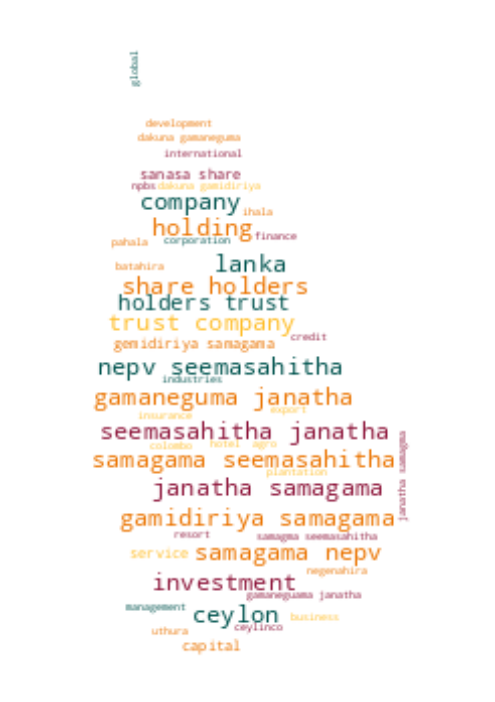 global
development
dakuna gamaneguma
international
sanasa share
npbs dakuna gamidiriya
company
ihala
holding
finance
pahala corporation
lanka
batahira
share holders
holders trust
trust company
credit
gemidiriya samagama
nepv seemasahitha
industries
gamaneguma janatha
export
insurance
seemasahitha janatha
colombo hotel agro
samagama seemasahitha
plantation
janatha samagma
janatha samagama
gamidiriya samagama
resort
samagma seemasahitha
service samagama nepv
negenahira
investment
gamaneguama janatha
management
ceylon
business
uthura
ceylinco
capital